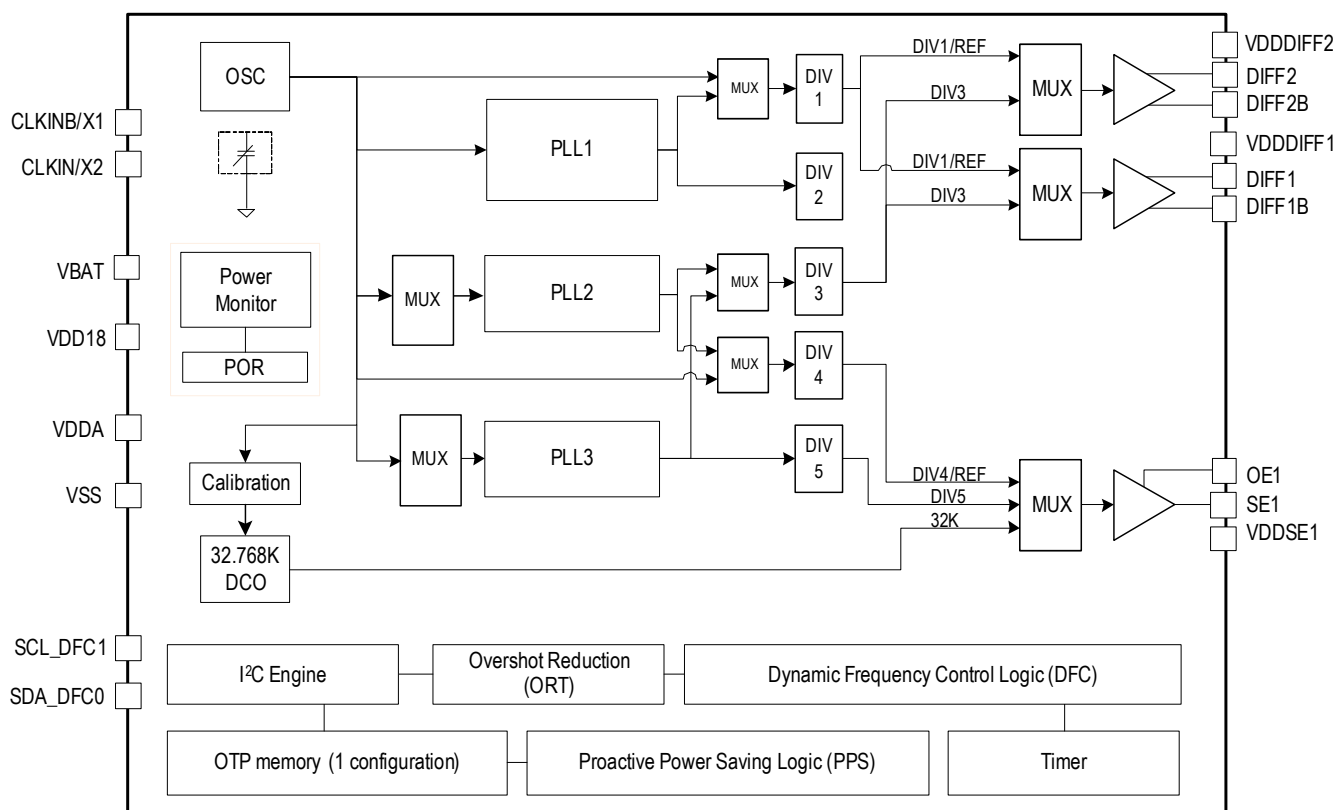 OSC
CLKINB/X1
CLKIN/X2
VBAT
VDD18
VDDA
VSS
SCL_DFC1
SDA_DFC0
Power
Monitor
POR
Calibration
32.768K
DCO
MUX
MUX
PLL1
PLL2
PLL3
MUX
MUX
MUX
DIV
1
DIV
2
DIV
3
DIV
4
DIV
5
DIV1/REF
DIV3
DIV1/REF
DIV3
DIV4/REF
DIV5
32K
MUX
MUX
MUX
VDDDIFF2
DIFF2
DIFF2B
VDDDIFF1
DIFF1
DIFF1B
OE1
SE1
VDDSE1
I²C Engine
Overshot Reduction
(ORT)
Dynamic Frequency Control Logic (DFC)
OTP memory (1 configuration)
Proactive Power Saving Logic (PPS)
Timer